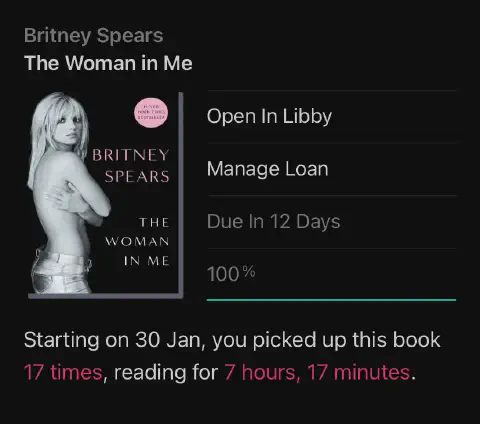 Britney Spears
The Woman in Me
BRITNEY
SPEARS
THE
WOMAN
IN ME
Open In Libby
Manage Loan
Due In 12 Days
100%
Starting on 30 Jan, you picked up this book
17 times, reading for 7 hours, 17 minutes.